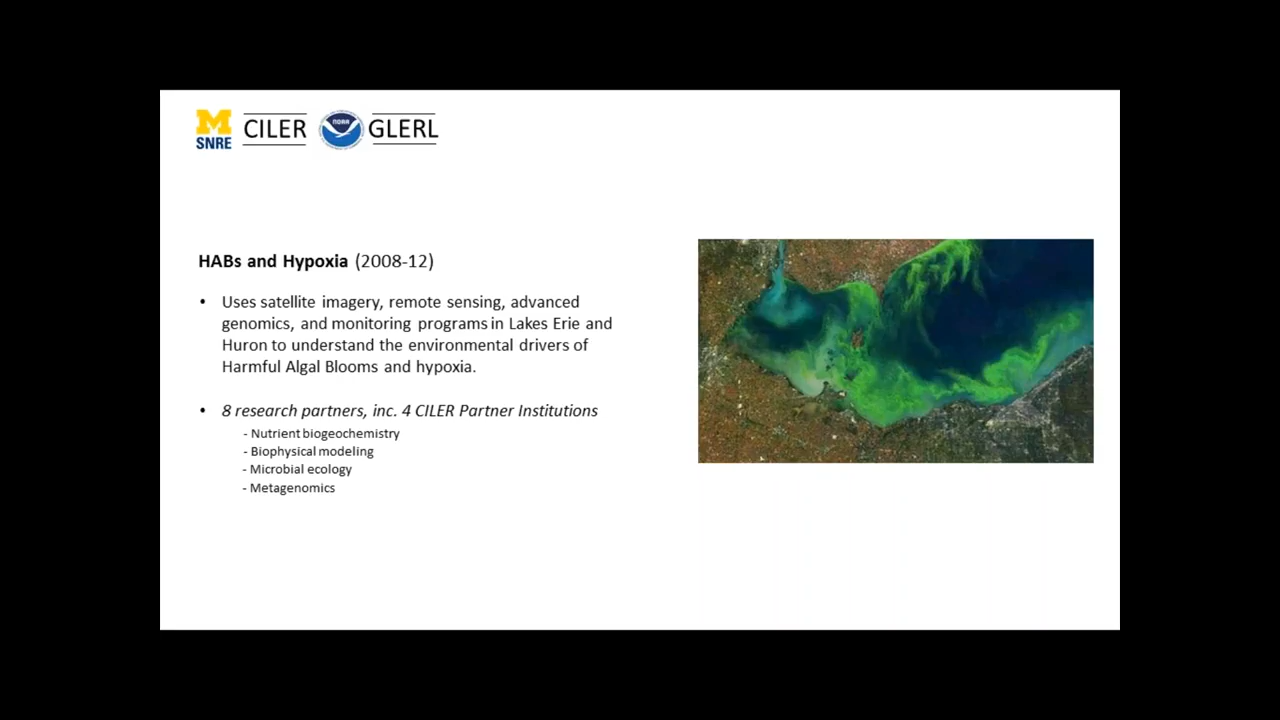 M
SNRE
CILER
NOAA
GLERL
HABs and Hypoxia (2008-12)
• Uses satellite imagery, remote sensing, advanced
genomics, and monitoring programs in Lakes Erie and
Huron to understand the environmental drivers of
Harmful Algal Blooms and hypoxia.
• 8 research partners, inc. 4 CILER Partner Institutions
- Nutrient biogeochemistry
- Biophysical modeling
- Microbial ecology
- Metagenomics